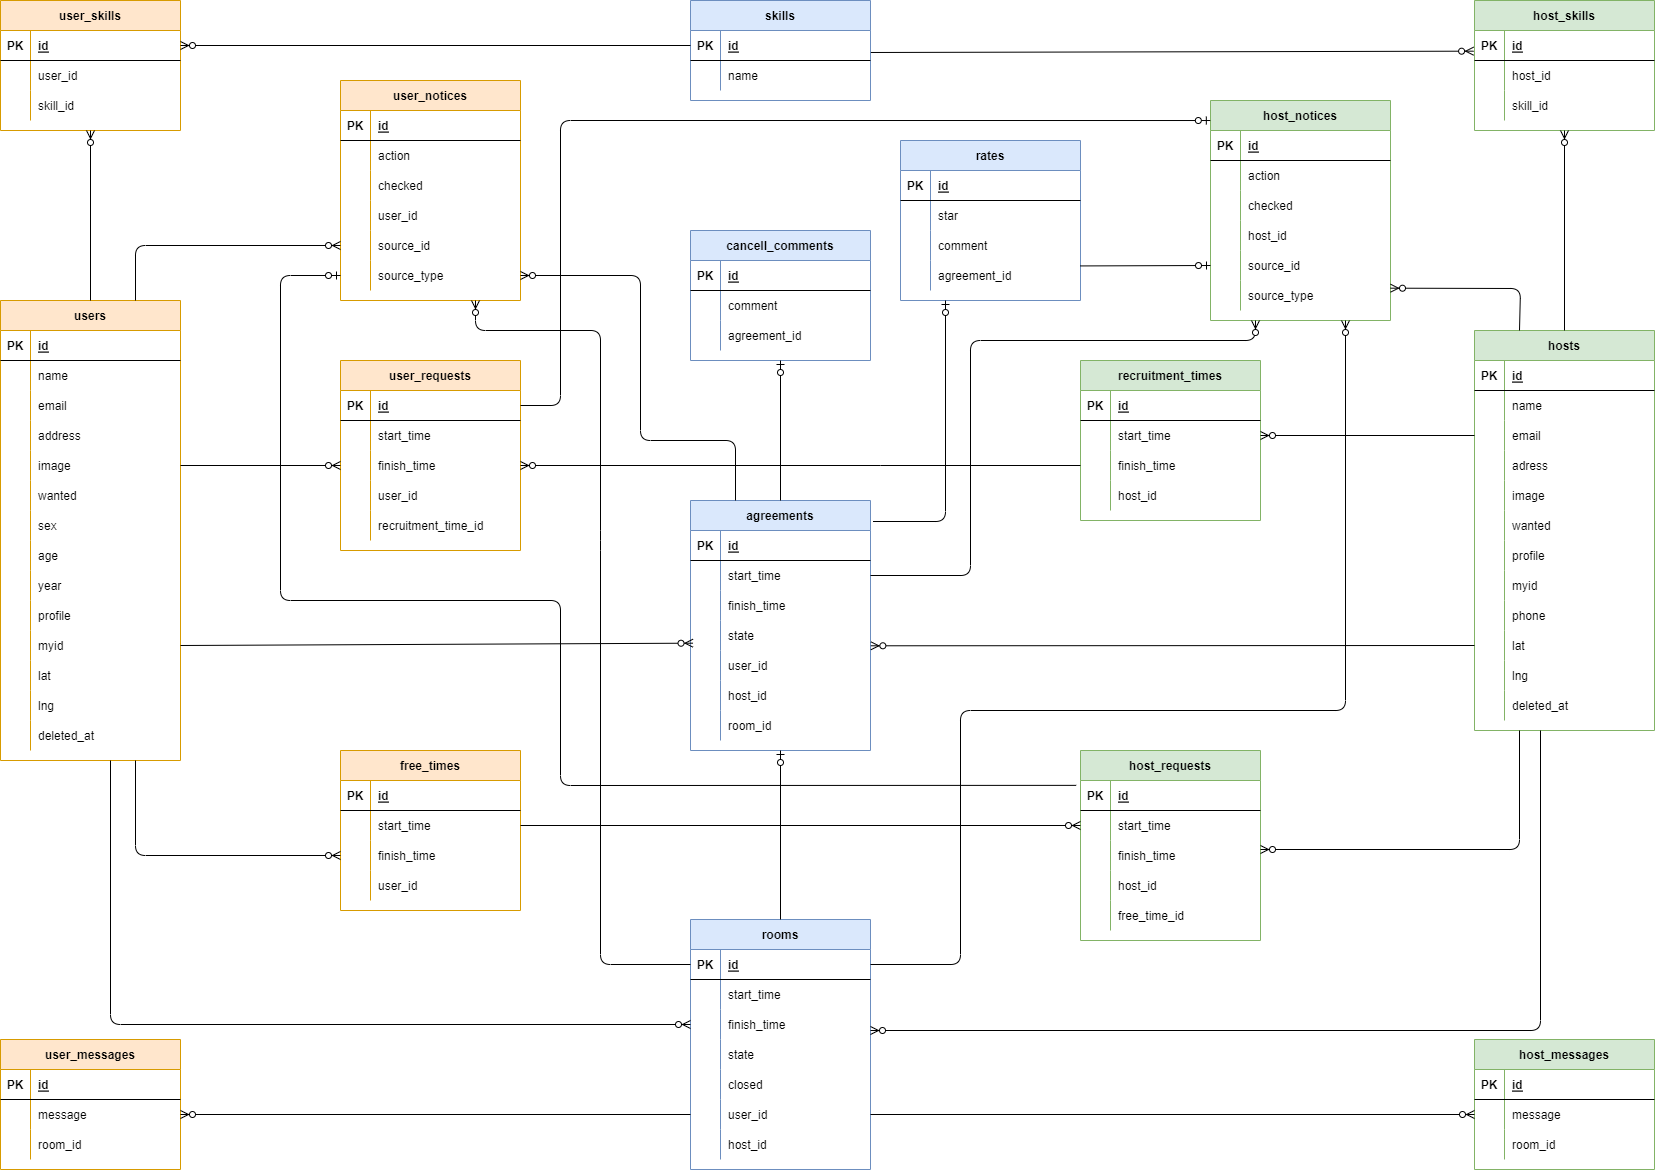 user_skills
PK id
user_id
skill_id
skills
PK id
name
host_skills
PK id
host_id
skill_id
user_notices
PK id
action
checked
user_id
source_id
source_type
host_notices
PK id
action
checked
host_id
source_id
source_type
rates
PK id
star
comment
agreement_id
cancell_comments
PK id
comment
agreement_id
users
PK id
name
email
address
image
wanted
sex
age
year
profile
myid
lat
lng
deleted_at
user_requests
PK id
start_time
finish_time
user_id
recruitment_time_id
recruitment_times
PK id
start_time
finish_time
host_id
hosts
PK id
name
email
adress
image
wanted
profile
myid
phone
lat
lng
deleted_at
agreements
PK id
start_time
finish_time
state
user_id
host_id
room_id
free_times
PK id
start_time
finish_time
user_id
host_requests
PK id
start_time
finish_time
host_id
free_time_id
rooms
PK id
start_time
finish_time
state
closed
user_id
host_id
user_messages
PK id
message
room_id
host_messages
PK id
message
room_id